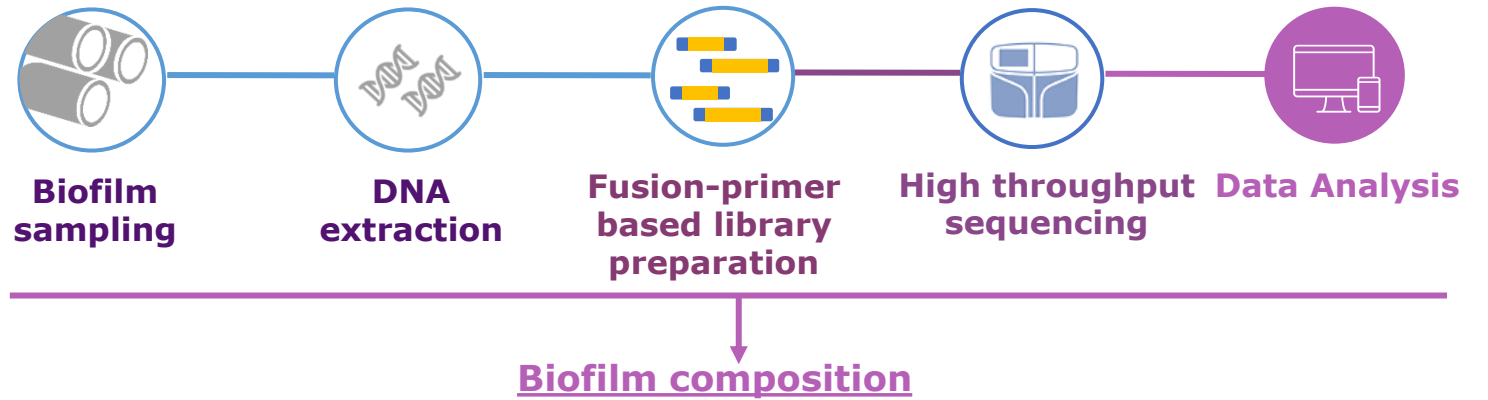 Biofilm
sampling
DNA
extraction
Fusion-primer
based library
preparation
High throughput
sequencing
Data Analysis
Biofilm composition